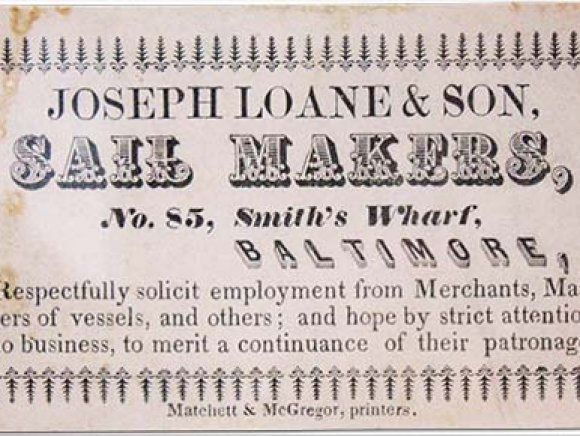 JOSEPH LOANE & SON,
SAIL MAKERS,
No. 85, Smith's Wharf,
BALTIMORE,
Respectfully solicit employment from Merchants, Ma
ers of vessels, and others; and hope by strict attentio
o business, to merit a continuance of their patronag
Matchett & McGregor, printers.